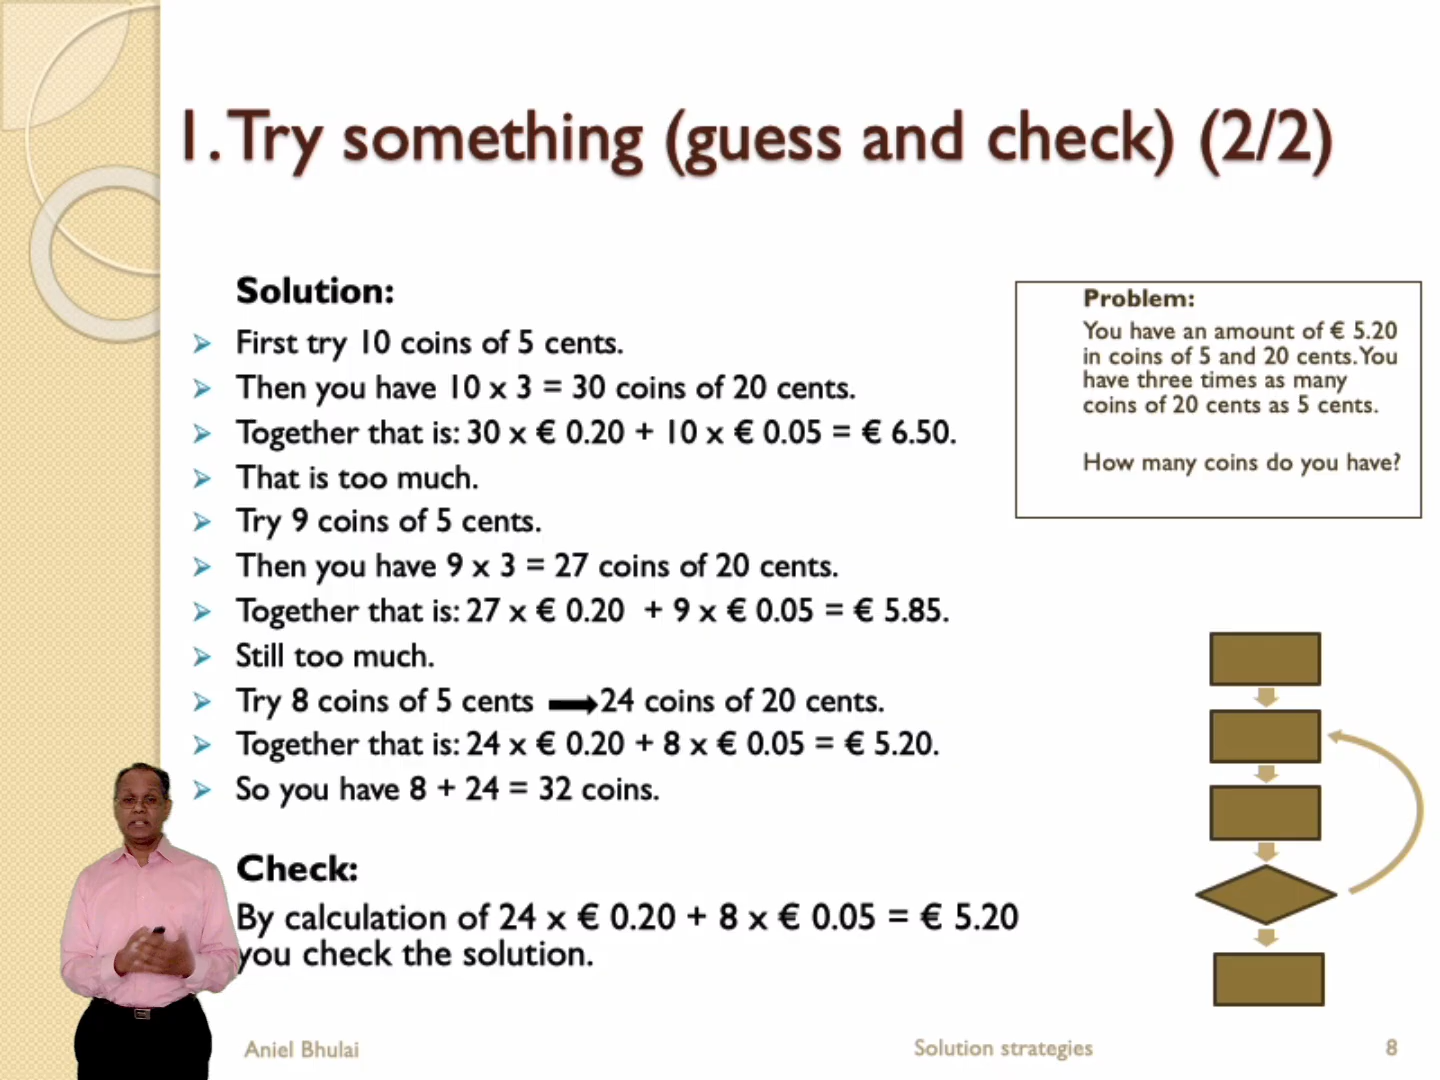 1. Try something (guess and check) (2/2)
Solution:
First try 10 coins of 5 cents.
Then you have 10 x 3 = 30 coins of 20 cents.
Together that is: 30 x € 0.20 + 10 x € 0.05 = € 6.50.
That is too much.
Try 9 coins of 5 cents.
Then you have 9 x 3 = 27 coins of 20 cents.
Together that is: 27 x € 0.20 + 9 x € 0.05 = € 5.85.
Still too much.
Try 8 coins of 5 cents ➡24 coins of 20 cents.
Together that is: 24 x € 0.20 + 8 x € 0.05 = € 5.20.
So you have 8 + 24 = 32 coins.
Check:
By calculation of 24 x € 0.20 + 8 x € 0.05 = € 5.20
you check the solution.
Problem:
You have an amount of € 5.20
in coins of 5 and 20 cents. You
have three times as many
coins of 20 cents as 5 cents.
How many coins do you have?
Aniel Bhulai
Solution strategies
8